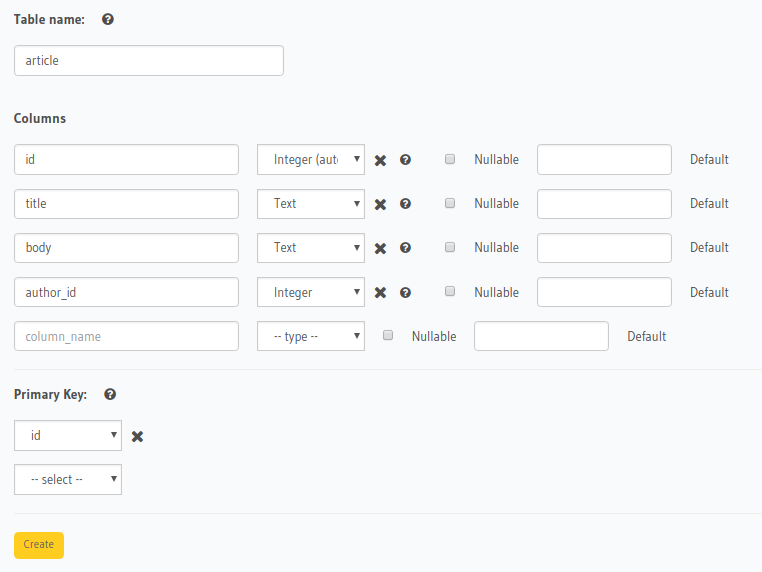 Table name: ?
article
Columns
id Integer (auto ? Nullable Default
title Text ? Nullable Default
body Text ? Nullable Default
author_id Integer ? Nullable Default
column_name -- type -- Nullable Default
Primary Key: ?
id
-- select --
Create